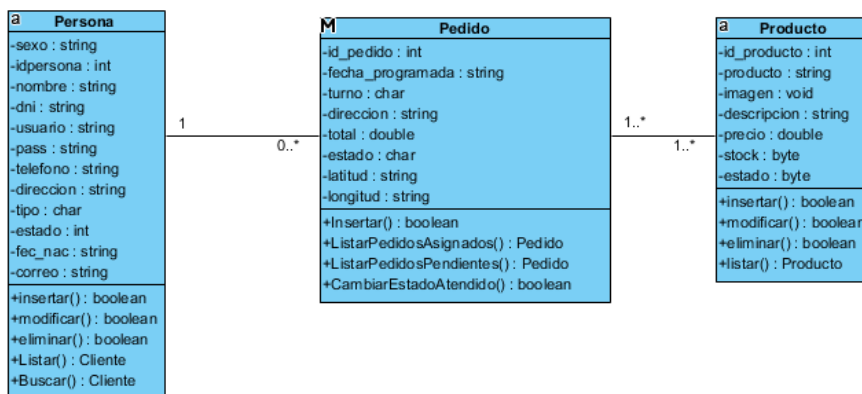 a
Persona
-sexo : string
-idpersona : int
-nombre : string
-dni : string
-usuario : string
-pass : string
-telefono : string
-direccion : string
-tipo : char
-estado : int
-fec_nac : string
-correo : string
+insertar() : boolean
+modificar() : boolean
+eliminar() : boolean
+Listar() : Cliente
+Buscar() : Cliente
1
0..*
M
Pedido
-id_pedido : int
-fecha_programada : string
-turno : char
-direccion : string
-total : double
-estado : char
-latitud : string
-longitud : string
+Insertar() : boolean
+ListarPedidosAsignados() : Pedido
+ListarPedidosPendientes() : Pedido
+CambiarEstadoAtendido() : boolean
1..*
1..*
a
Producto
-id_producto : int
-producto : string
-imagen : void
-descripcion : string
-precio : double
-stock : byte
-estado : byte
+insertar() : boolean
+modificar() : boolean
+eliminar() : boolean
+listar() : Producto